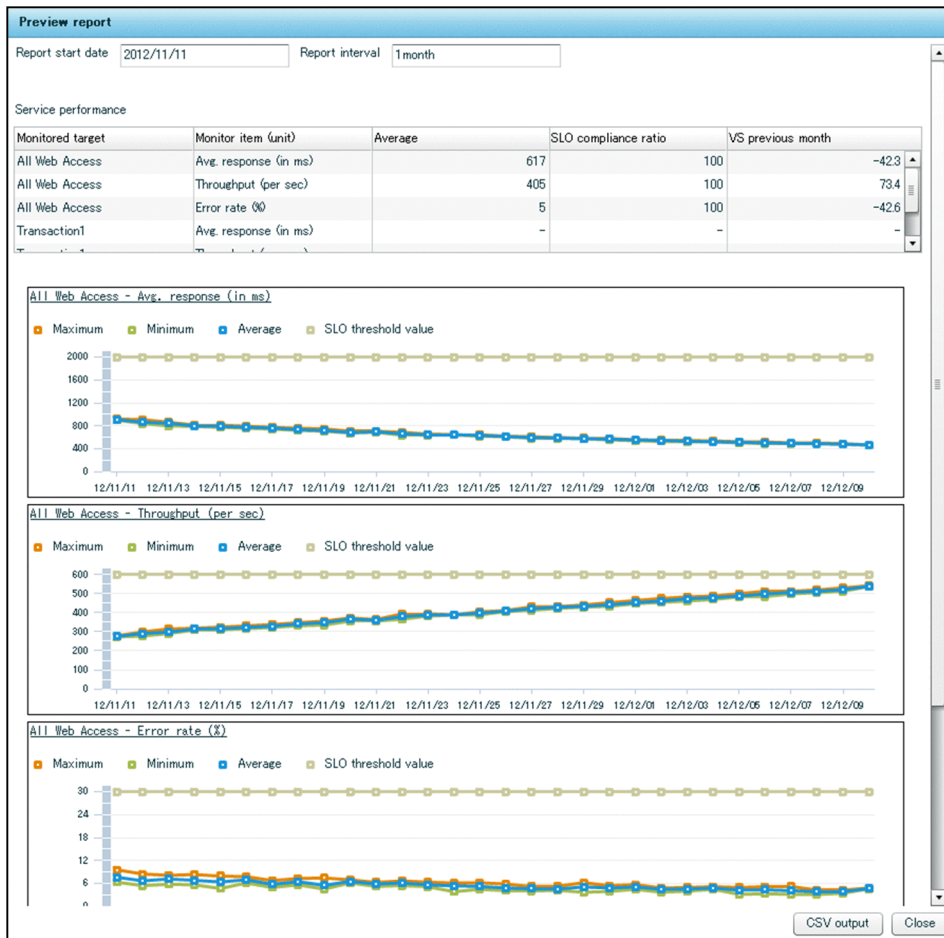 Preview report
Report start date 2012/11/11 Report interval 1month
Service performance
Monitored target Monitor item (unit) Average SLO compliance ratio VS previous month
All Web Access Avg. response (in ms) 617 100 -42.3
All Web Access Throughput (per sec) 405 100 73.4
All Web Access Error rate (%) 5 100 -42.6
Transaction1 Avg. response (in ms) - - -
All Web Access - Avg. response (in ms)
Maximum Minimum Average SLO threshold value
2000
1600
1200
800
400
0
12/11/11 12/11/13 12/11/15 12/11/17 12/11/19 12/11/21 12/11/23 12/11/25 12/11/27 12/11/29 12/12/01 12/12/03 12/12/05 12/12/07 12/12/09
All Web Access - Throughput (per sec)
Maximum Minimum Average SLO threshold value
600
500
400
300
200
100
0
12/11/11 12/11/13 12/11/15 12/11/17 12/11/19 12/11/21 12/11/23 12/11/25 12/11/27 12/11/29 12/12/01 12/12/03 12/12/05 12/12/07 12/12/09
All Web Access - Error rate (%)
Maximum Minimum Average SLO threshold value
30
24
18
12
6
0
CSV output Close